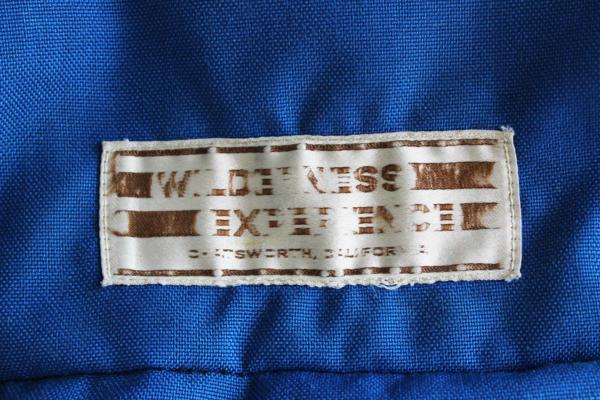 WILDERNESS
EXPERIENCE
CHATSWORTH, CALIFORNIA